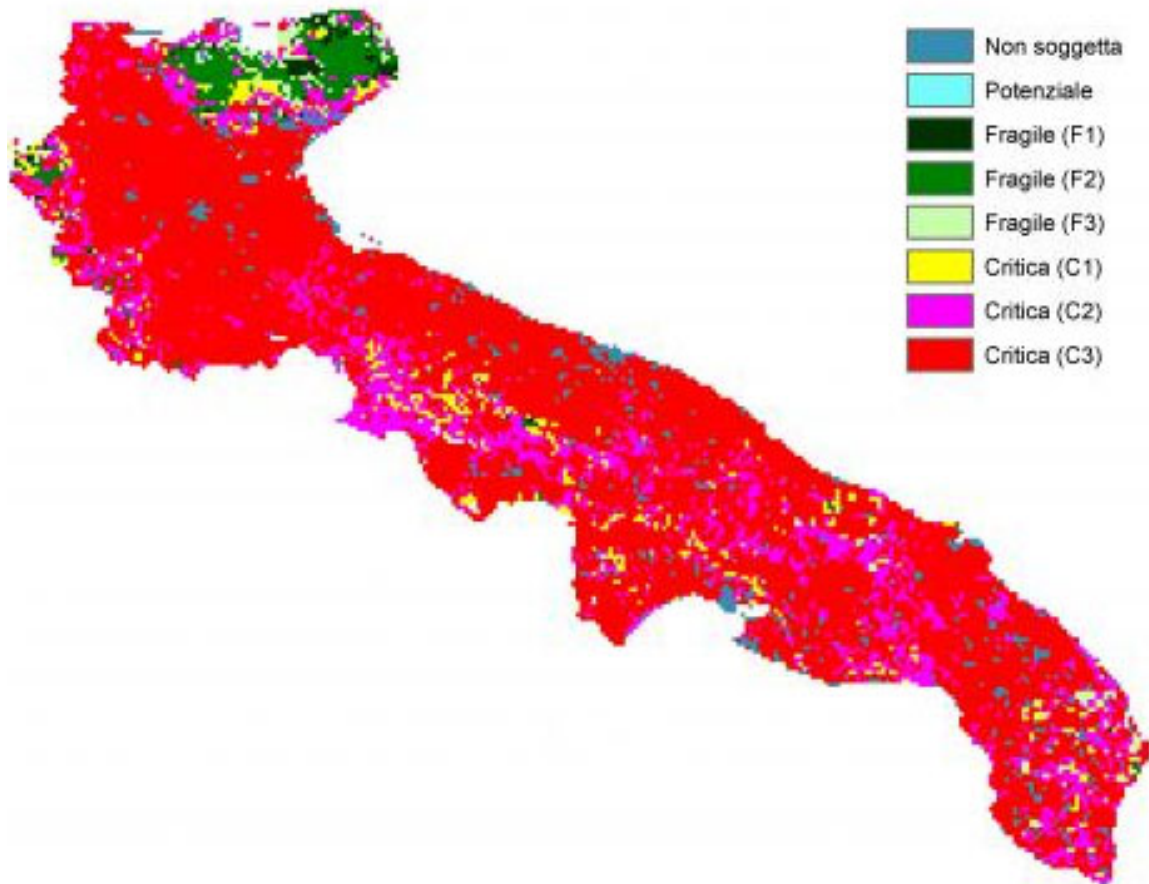 Non soggetta
Potenziale
Fragile (F1)
Fragile (F2)
Fragile (F3)
Critica (C1)
Critica (C2)
Critica (C3)